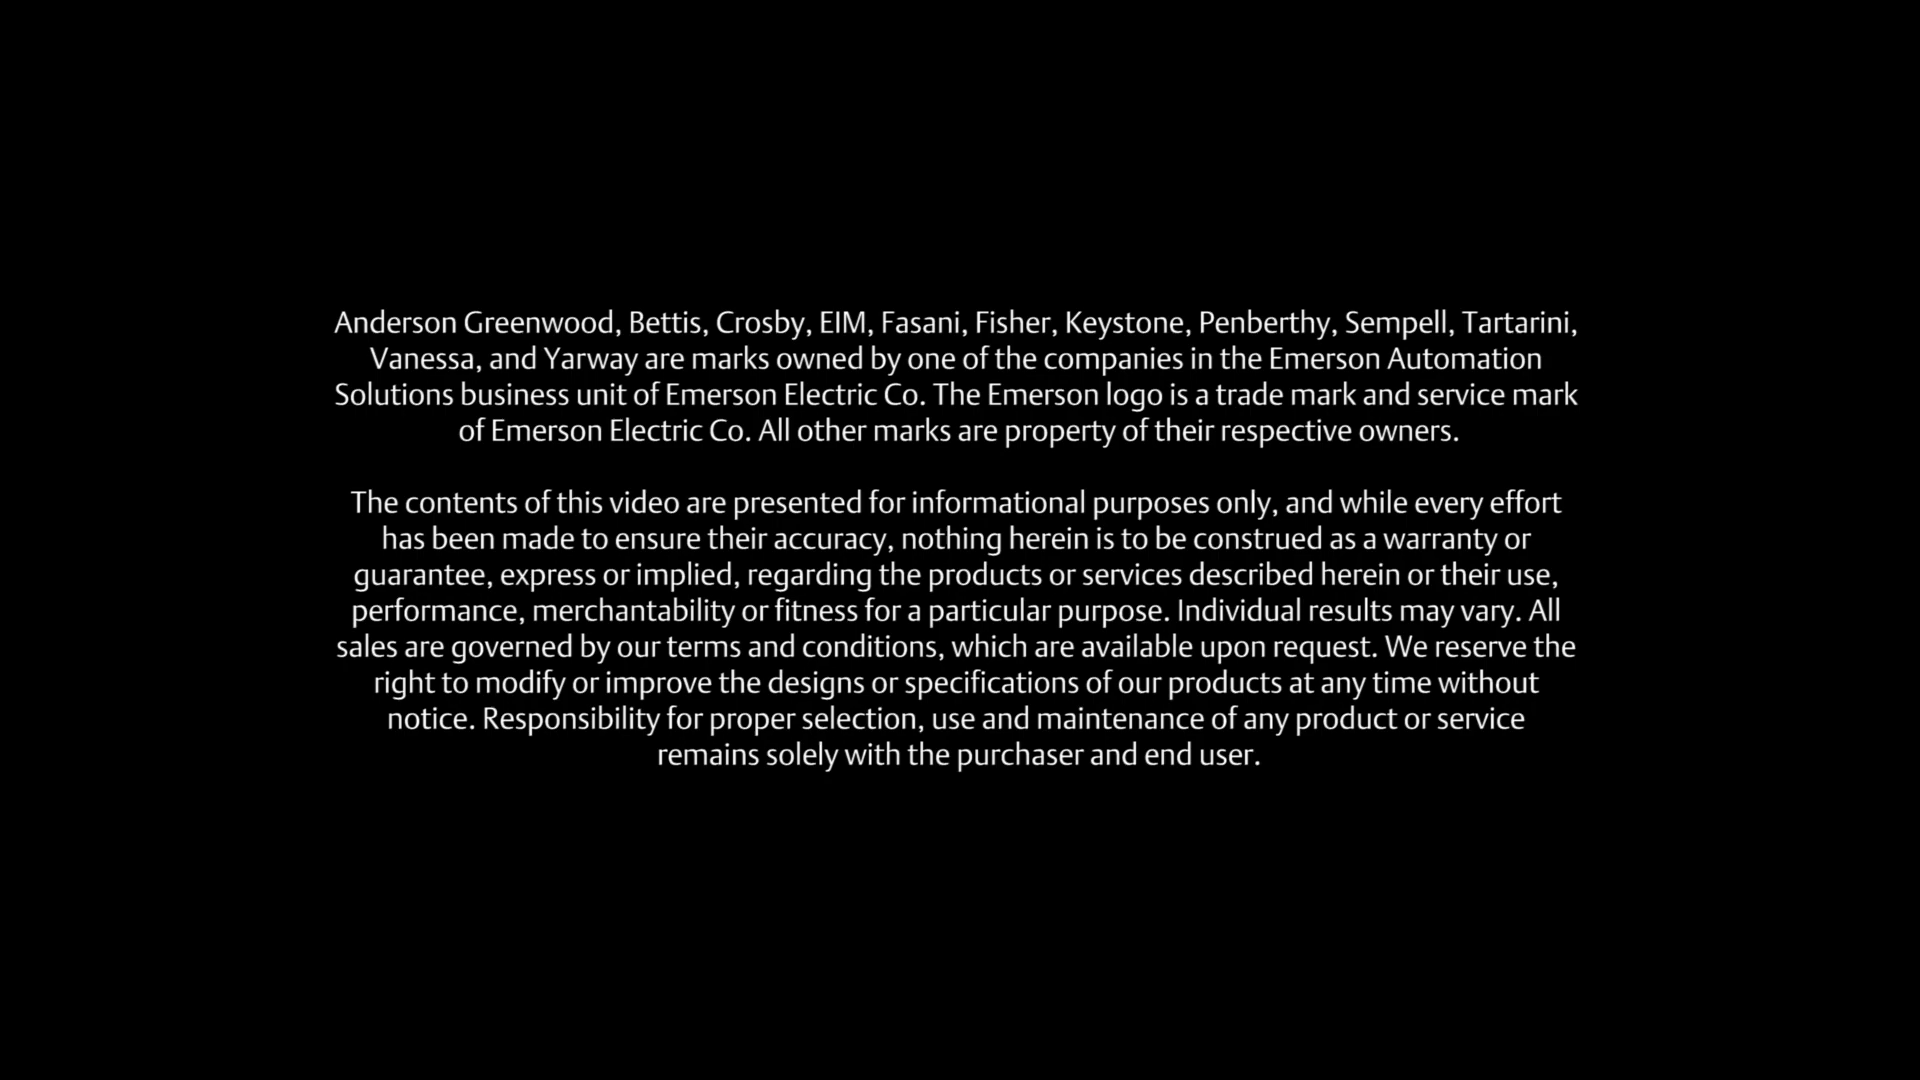 Anderson Greenwood, Bettis, Crosby, EIM, Fasani, Fisher, Keystone, Penberthy, Sempell, Tartarini,
Vanessa, and Yarway are marks owned by one of the companies in the Emerson Automation
Solutions business unit of Emerson Electric Co. The Emerson logo is a trade mark and service mark
of Emerson Electric Co. All other marks are property of their respective owners.
The contents of this video are presented for informational purposes only, and while every effort
has been made to ensure their accuracy, nothing herein is to be construed as a warranty or
guarantee, express or implied, regarding the products or services described herein or their use,
performance, merchantability or fitness for a particular purpose. Individual results may vary. All
sales are governed by our terms and conditions, which are available upon request. We reserve the
right to modify or improve the designs or specifications of our products at any time without
notice. Responsibility for proper selection, use and maintenance of any product or service
remains solely with the purchaser and end user.